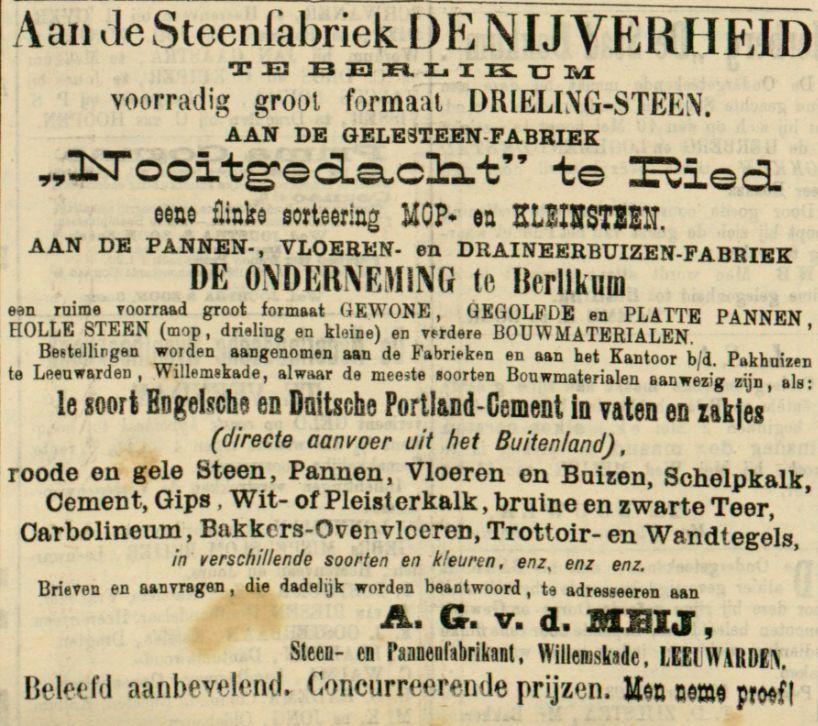 Aan de Steenfabriek DE NIJVERHEID
TE BERLIKUM
voorradig groot formaat DRIELING-STEEN.
AAN DE GELESTEEN-FABRIEK
„Nooitgedacht” te Ried
eene flinke sorteering MOP- en KLEINSTEEN.
AAN DE PANNEN-, VLOEREN- en DRAINEERBUIZEN-FABRIEK
DE ONDERNEMING te Berlikum
een ruime voorraad groot formaat GEWONE, GEGOLFDE en PLATTE PANNEN,
HOLLE STEEN (mop, drieling en kleine) en verdere BOUWMATERIALEN.
Bestellingen worden aangenomen aan de Fabrieken en aan het Kantoor b/d. Pakhuizen
te Leeuwarden, Willemskade, alwaar de meeste soorten Bouwmaterialen aanwezig zijn, als:
1e soort Engelsche en Duitsche Portland-Cement in vaten en zakjes
(directe aanvoer uit het Buitenland),
roode en gele Steen, Pannen, Vloeren en Buizen, Schelpkalk,
Cement, Gips, Wit- of Pleisterkalk, bruine en zwarte Teer,
Carbolineum, Bakkers-Ovenvloeren, Trottoir- en Wandtegels,
in verschillende soorten en kleuren, enz, enz enz.
Brieven en aanvragen, die dadelijk worden beantwoord, te adresseeren aan
A. G. v. d. MEIJ,
Steen- en Pannenfabrikant, Willemskade, LEEUWARDEN.
Beleefd aanbevelend. Concurreerende prijzen. Men neme proef!